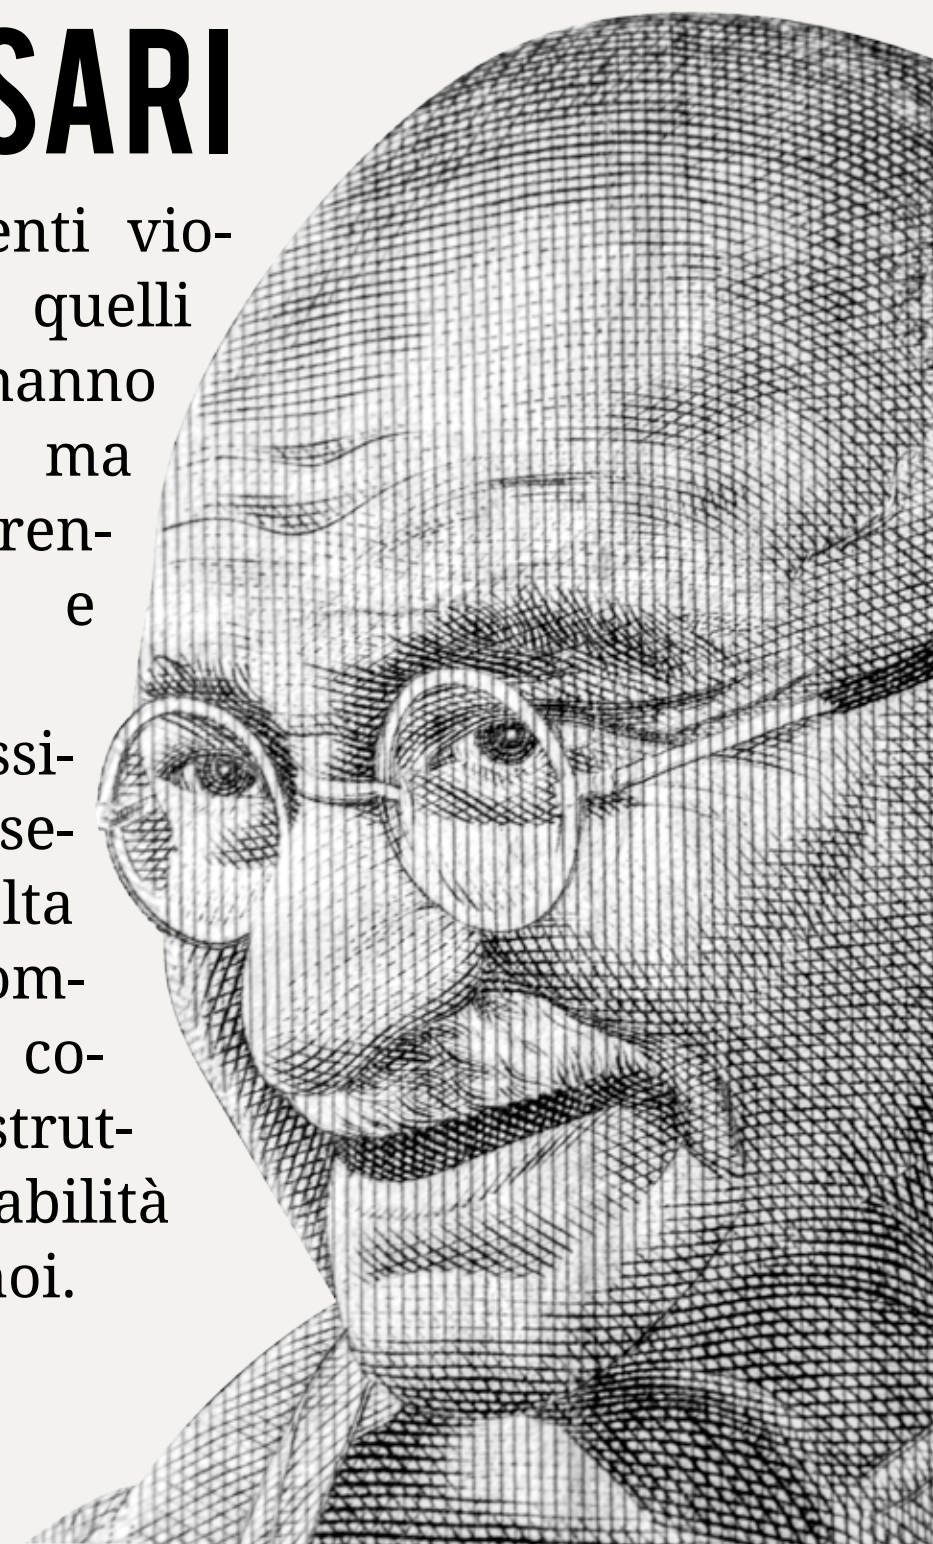 SARI
enti vio-
quelli
hanno
ma
ren-
e
ssi-
se-
lta
om-
co-
strut-
abilità
noi.